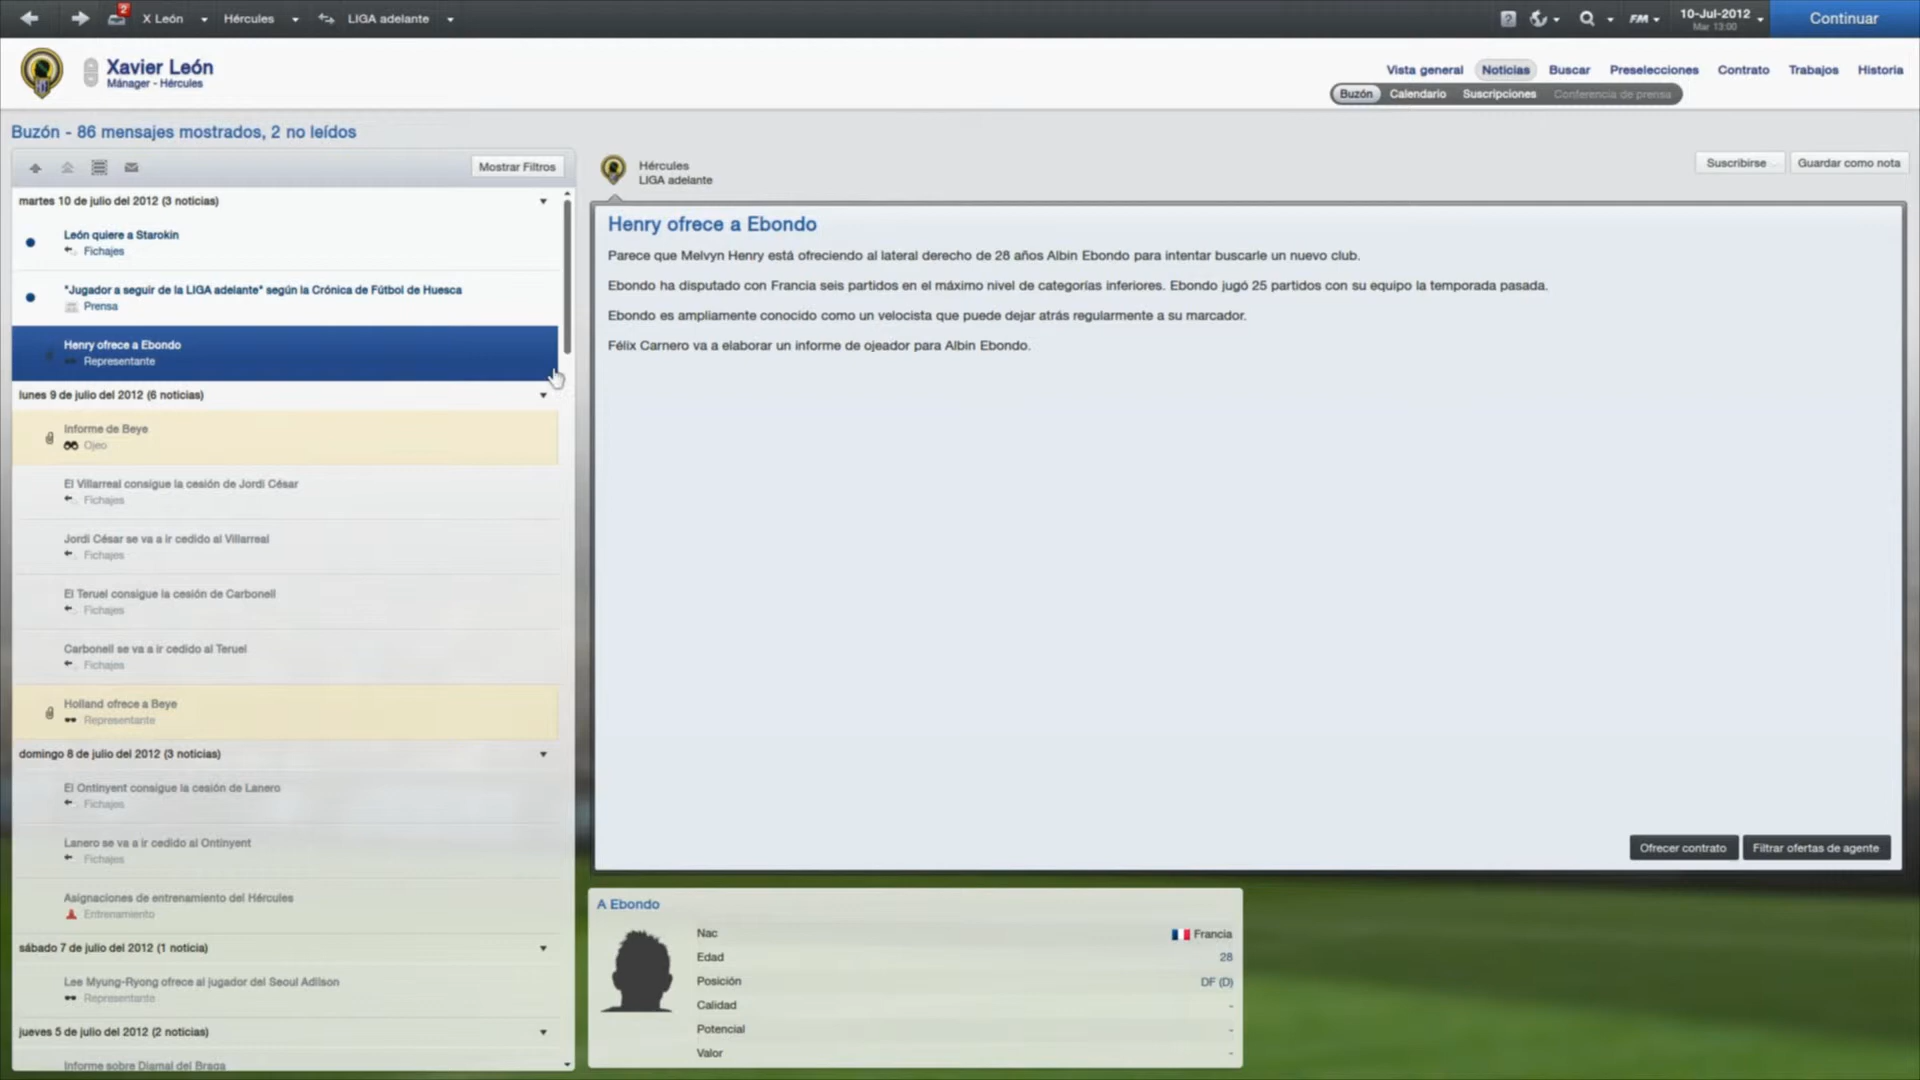 2
X León
Hércules
LIGA adelante
FM
10-Jul-2012
Mar 13:00
Continuar
Xavier León
Mánager - Hércules
Vista general
Noticias
Buscar
Preselecciones
Contrato
Trabajos
Historia
Buzón
Calendario
Suscripciones
Conferencia de prensa
Buzón - 86 mensajes mostrados, 2 no leídos
Mostrar Filtros
martes 10 de julio del 2012 (3 noticias)
León quiere a Starokin
Fichajes
"Jugador a seguir de la LIGA adelante" según la Crónica de Fútbol de Huesca
Prensa
Henry ofrece a Ebondo
Representante
lunes 9 de julio del 2012 (6 noticias)
Informe de Beye
Ojeo
El Villarreal consigue la cesión de Jordi César
Fichajes
Jordi César se va a ir cedido al Villarreal
Fichajes
El Teruel consigue la cesión de Carbonell
Fichajes
Carbonell se va a ir cedido al Teruel
Fichajes
Holland ofrece a Beye
Representante
domingo 8 de julio del 2012 (3 noticias)
El Ontinyent consigue la cesión de Lanero
Fichajes
Lanero se va a ir cedido al Ontinyent
Fichajes
Asignaciones de entrenamiento del Hércules
Entrenamiento
sábado 7 de julio del 2012 (1 noticia)
Lee Myung-Ryong ofrece al jugador del Seoul Adilson
Representante
jueves 5 de julio del 2012 (2 noticias)
Informe sobre Djamal del Braga
Hércules
LIGA adelante
Suscribirse
Guardar como nota
Henry ofrece a Ebondo
Parece que Melvyn Henry está ofreciendo al lateral derecho de 28 años Albin Ebondo para intentar buscarle un nuevo club.
Ebondo ha disputado con Francia seis partidos en el máximo nivel de categorías inferiores. Ebondo jugó 25 partidos con su equipo la temporada pasada.
Ebondo es ampliamente conocido como un velocista que puede dejar atrás regularmente a su marcador.
Félix Carnero va a elaborar un informe de ojeador para Albin Ebondo.
Ofrecer contrato
Filtrar ofertas de agente
A Ebondo
Nac
Francia
Edad
28
Posición
DF (D)
Calidad
-
Potencial
-
Valor
-